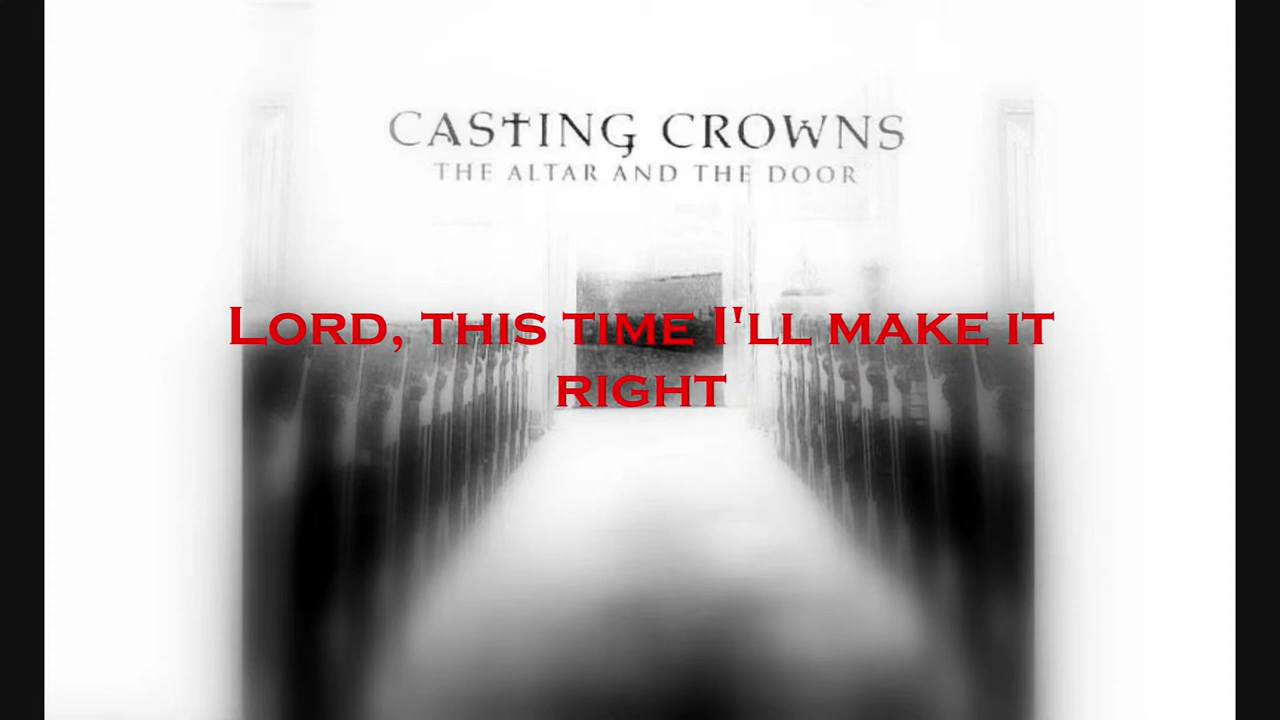 CASTING CROWNS
THE ALTAR AND THE DOOR
LORD, THIS TIME I'LL MAKE IT
RIGHT